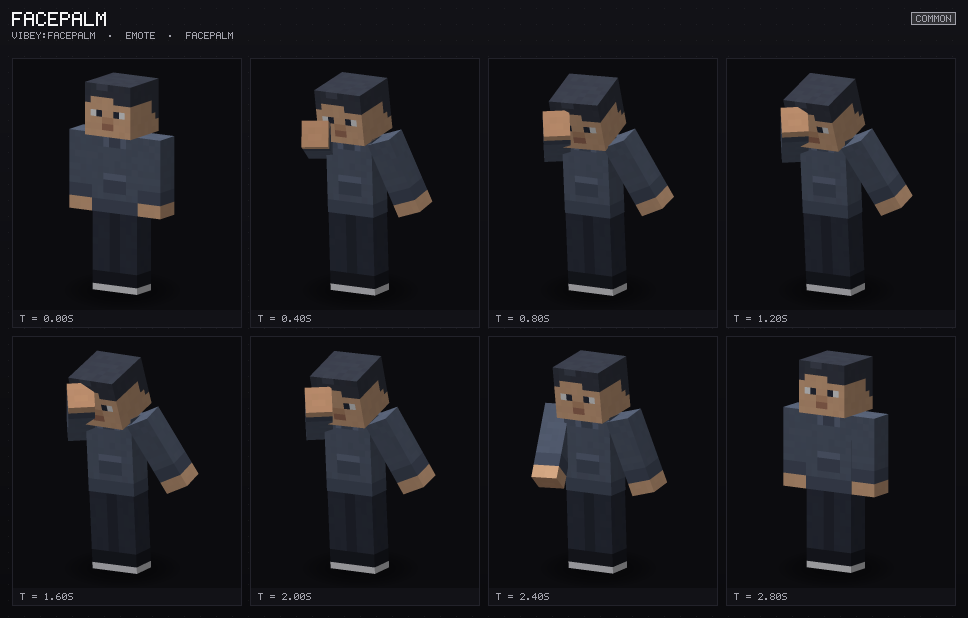 FACEPALM
COMMON
VIBEY:FACEPALM • EMOTE • FACEPALM
T = 0.00S
T = 0.40S
T = 0.80S
T = 1.20S
T = 1.60S
T = 2.00S
T = 2.40S
T = 2.80S